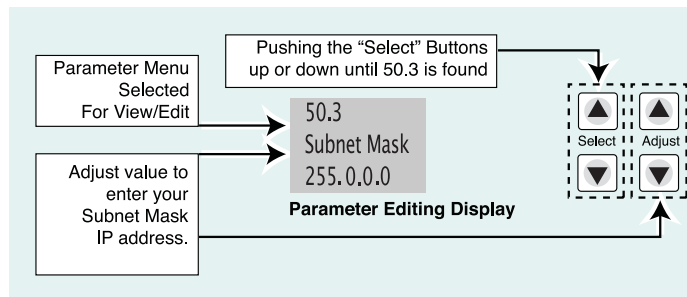 Pushing the “Select” Buttons
up or down until 50.3 is found
Parameter Menu
Selected
For View/Edit
50.3
Subnet Mask
255.0.0.0
Select
Adjust
Adjust value to
enter your
Subnet Mask
IP address.
Parameter Editing Display